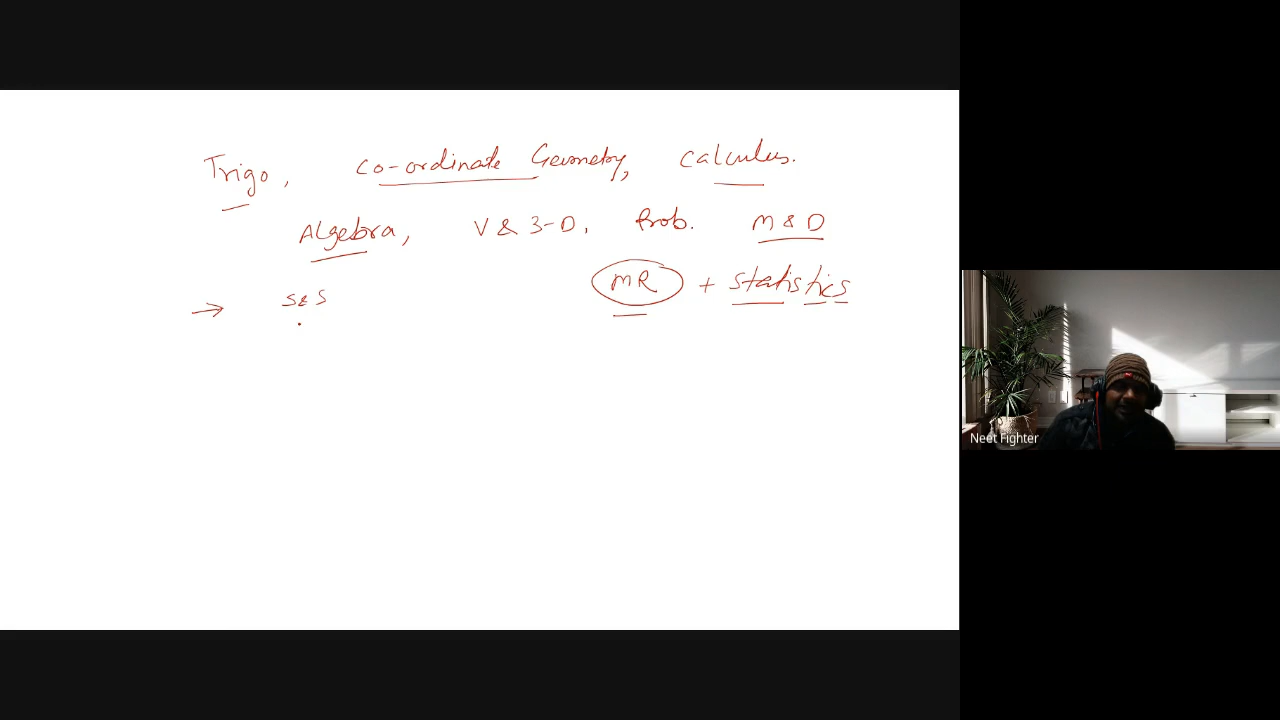 Trigo, Co-ordinate Geometry, Calculus.
Algebra, V & 3-D, Prob. M & D
→ S & S MR + Statistics
Neet Fighter